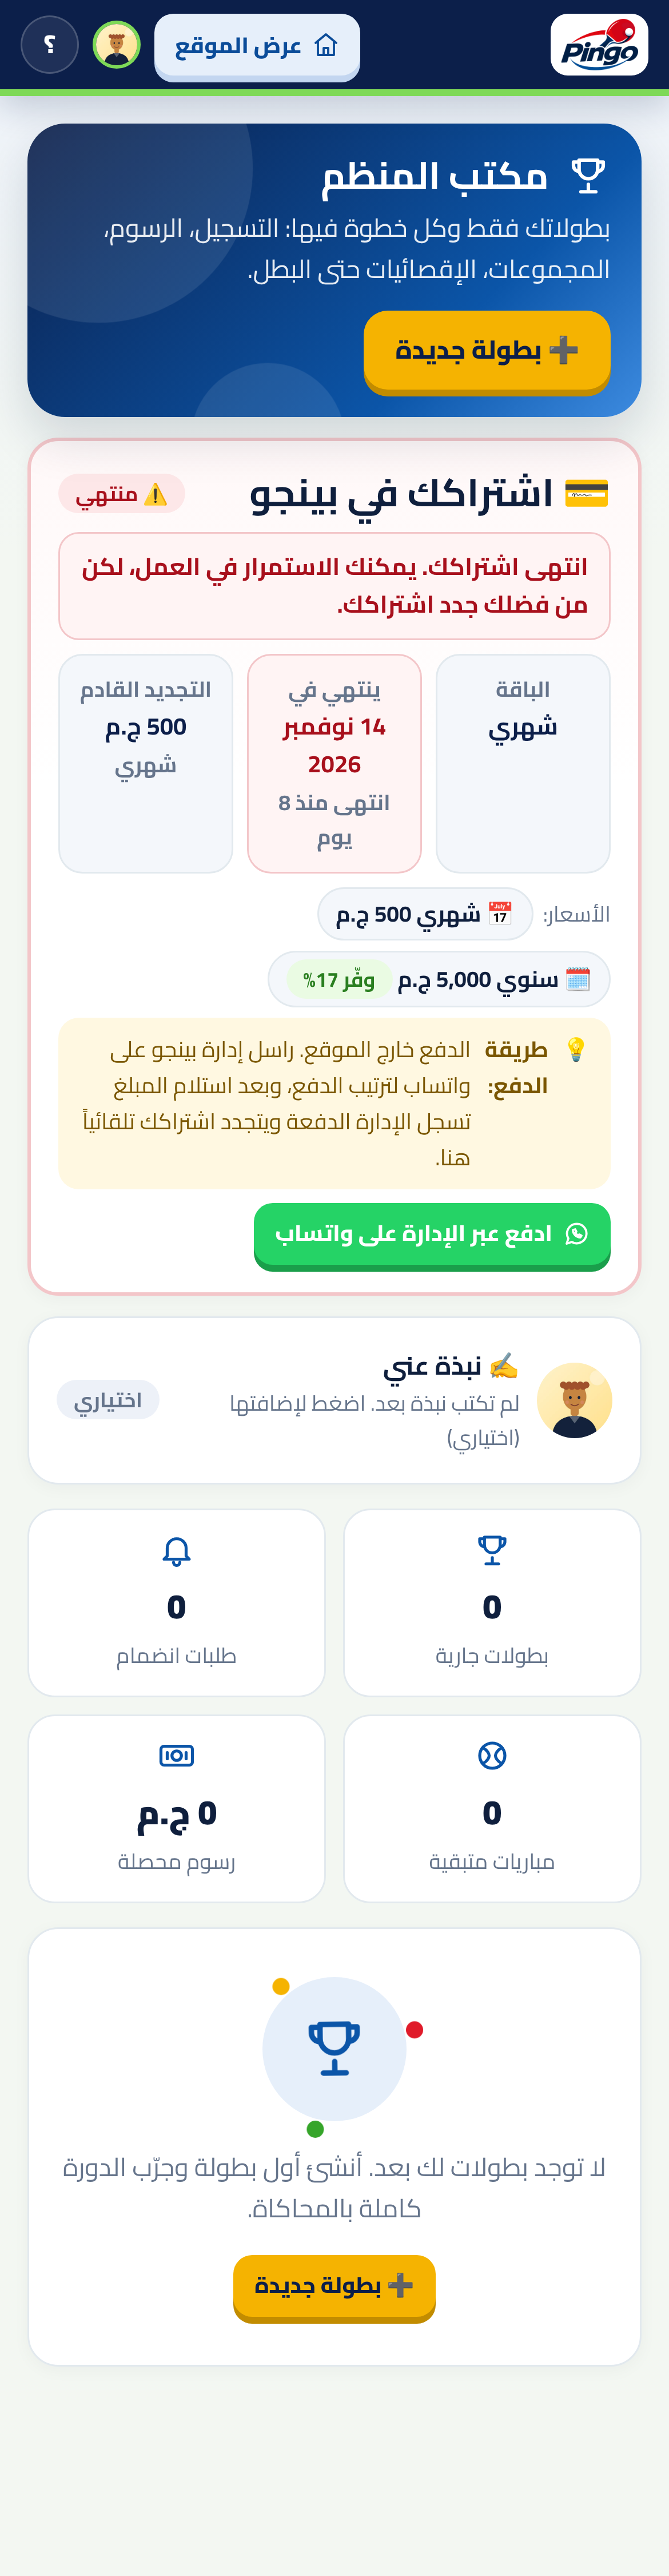 Pingo
عرض الموقع
؟
مكتب المنظم
بطولاتك فقط وكل خطوة فيها: التسجيل، الرسوم،
المجموعات، الإقصائيات حتى البطل.
➕ بطولة جديدة
💳 اشتراكك في بينجو
⚠️ منتهي
انتهى اشتراكك. يمكنك الاستمرار في العمل، لكن
من فضلك جدد اشتراكك.
الباقة
شهري
ينتهي في
14 نوفمبر
2026
انتهى منذ 8
يوم
التجديد القادم
500 ج.م
شهري
الأسعار:
📅 شهري 500 ج.م
🗓️ سنوي 5,000 ج.م وفّر 17%
💡 طريقة الدفع:
الدفع خارج الموقع. راسل إدارة بينجو على
واتساب لترتيب الدفع، وبعد استلام المبلغ
تسجل الإدارة الدفعة ويتجدد اشتراكك تلقائياً
هنا.
ادفع عبر الإدارة على واتساب
✍️ نبذة عني
لم تكتب نبذة بعد. اضغط لإضافتها
(اختياري)
اختياري
0
بطولات جارية
0
طلبات انضمام
0
مباريات متبقية
0 ج.م
رسوم محصلة
لا توجد بطولات لك بعد. أنشئ أول بطولة وجرّب الدورة
كاملة بالمحاكاة.
➕ بطولة جديدة